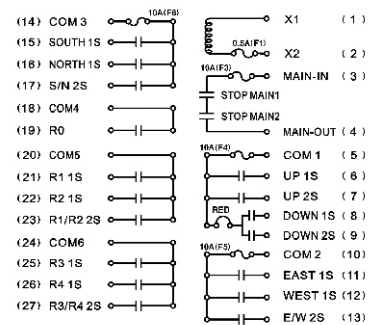 10A(F6)
(14) COM 3
(15) SOUTH 1S
(16) NORTH 1S
(17) S/N 2S
(18) COM4
(19) R0
(20) COM5
(21) R1 1S
(22) R2 1S
(23) R1/R2 2S
(24) COM6
(25) R3 1S
(26) R4 1S
(27) R3/R4 2S
X1 (1)
0.5A(F1)
X2 (2)
10A(F3)
MAIN-IN (3)
STOP MAIN1
STOP MAIN2
MAIN-OUT (4)
10A(F4)
COM 1 (5)
UP 1S (6)
UP 2S (7)
RED
DOWN 1S (8)
DOWN 2S (9)
10A(F5)
COM 2 (10)
EAST 1S (11)
WEST 1S (12)
E/W 2S (13)